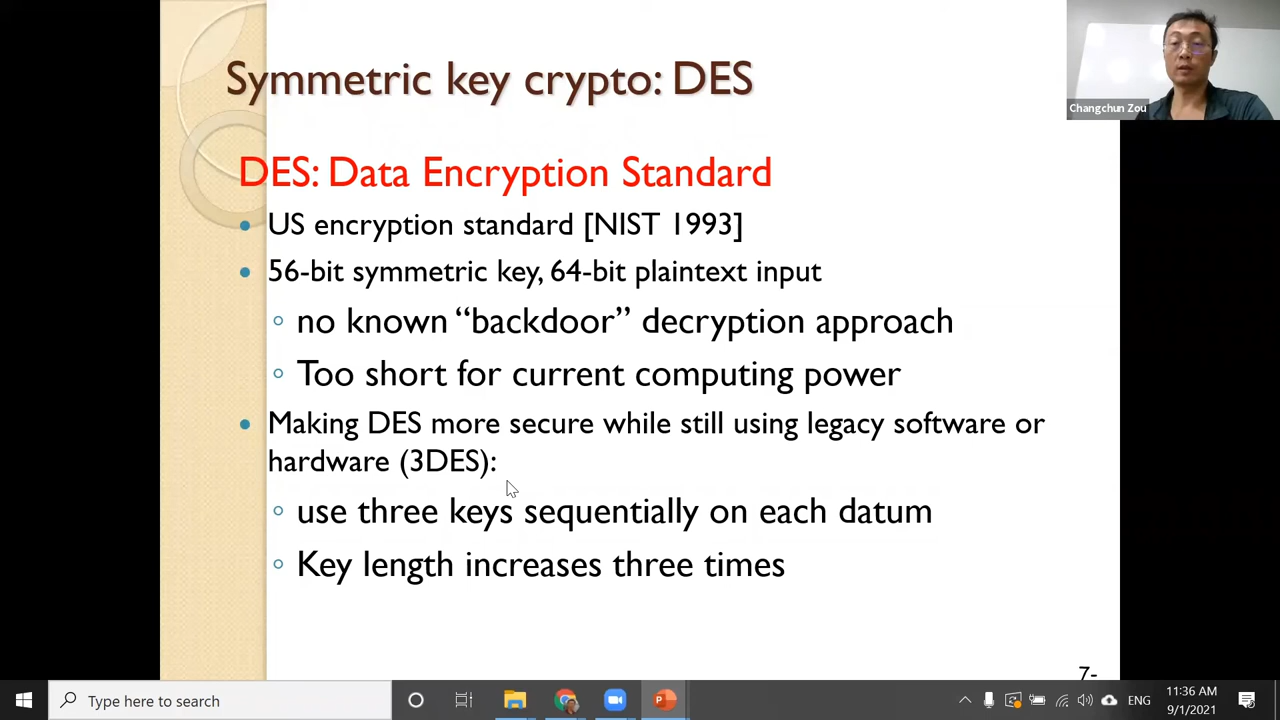 Symmetric key crypto: DES
Changchun Zou
DES: Data Encryption Standard
US encryption standard [NIST 1993]
56-bit symmetric key, 64-bit plaintext input
no known “backdoor” decryption approach
Too short for current computing power
Making DES more secure while still using legacy software or
hardware (3DES):
use three keys sequentially on each datum
Key length increases three times
7-
Type here to search
ENG
11:36 AM
9/1/2021